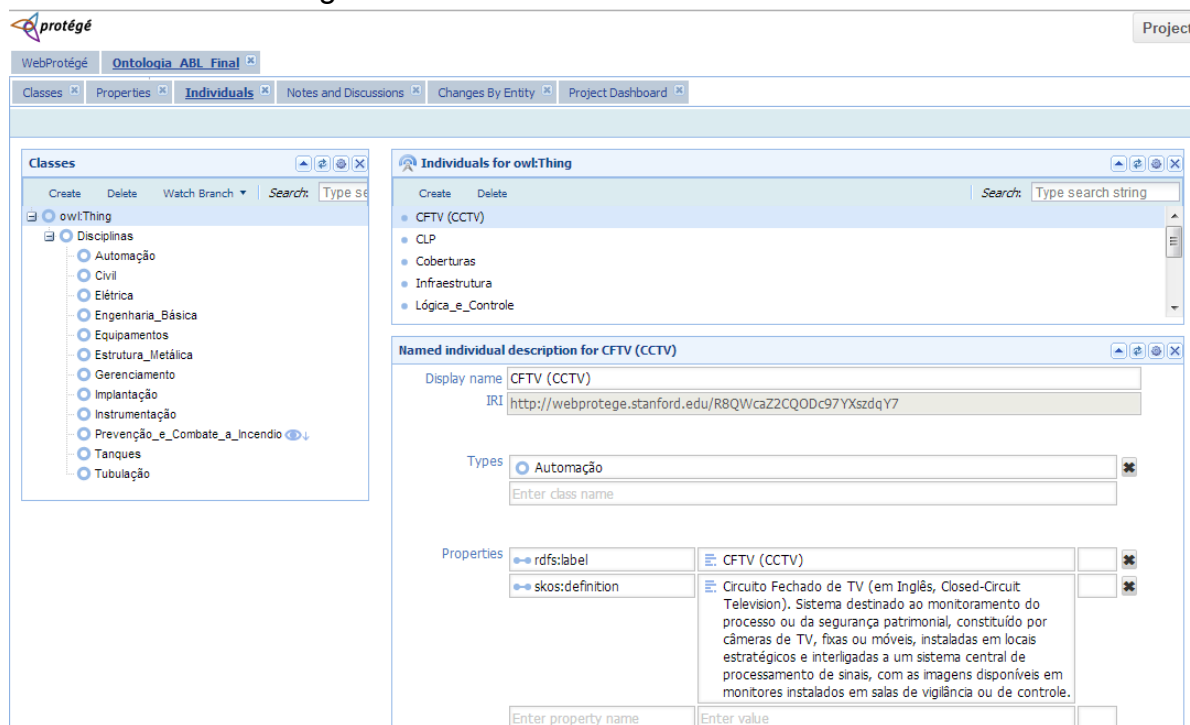 protégé
Project
WebProtégé Ontologia_ABL_Final
Classes Properties Individuals Notes and Discussions Changes By Entity Project Dashboard
Classes
Create Delete Watch Branch Search: Type se
owl:Thing
Disciplinas
Automação
Civil
Elétrica
Engenharia_Básica
Equipamentos
Estrutura_Metálica
Gerenciamento
Implantação
Instrumentação
Prevenção_e_Combate_a_Incendio
Tanques
Tubulação
Individuals for owl:Thing
Create Delete Search: Type search string
CFTV (CCTV)
CLP
Coberturas
Infraestrutura
Lógica_e_Controle
Named individual description for CFTV (CCTV)
Display name CFTV (CCTV)
IRI http://webprotege.stanford.edu/R8QWcaZ2CQODc97YXszdqY7
Types Automação
Enter class name
Properties rdfs:label CFTV (CCTV)
skos:definition Circuito Fechado de TV (em Inglês, Closed-Circuit
Television). Sistema destinado ao monitoramento do
processo ou da segurança patrimonial, constituído por
câmeras de TV, fixas ou móveis, instaladas em locais
estratégicos e interligadas a um sistema central de
processamento de sinais, com as imagens disponíveis em
monitores instalados em salas de vigilância ou de controle.
Enter property name Enter value